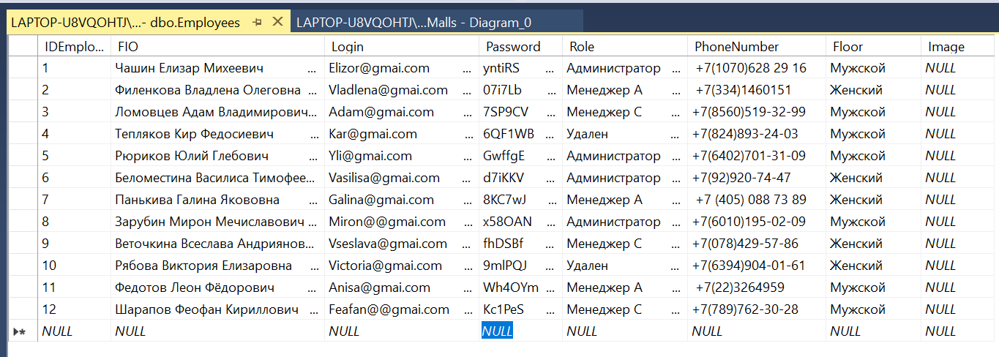 LAPTOP-U8VQOHTJ\...- dbo.Employees LAPTOP-U8VQOHTJ\...Malls - Diagram_0
IDEmplo... FIO Login Password Role PhoneNumber Floor Image
1 Чашин Елизар Михеевич ... Elizor@gmai.com ... yntiRS ... Администратор ... +7(1070)628 29 16 Мужской NULL
2 Филенкова Владлена Олеговна ... Vladlena@gmai.com ... 07i7Lb ... Менеджер А ... +7(334)1460151 Женский NULL
3 Ломовцев Адам Владимирович... Adam@gmai.com ... 7SP9CV ... Менеджер С ... +7(8560)519-32-99 Мужской NULL
4 Тепляков Кир Федосиевич ... Kar@gmai.com ... 6QF1WB ... Удален ... +7(824)893-24-03 Мужской NULL
5 Рюриков Юлий Глебович ... Yli@gmai.com ... GwffgE ... Администратор ... +7(6402)701-31-09 Мужской NULL
6 Беломестина Василиса Тимофее... Vasilisa@gmai.com ... d7iKKV ... Администратор ... +7(92)920-74-47 Женский NULL
7 Панькива Галина Якововна ... Galina@gmai.com ... 8KC7wJ ... Менеджер А ... +7 (405) 088 73 89 Женский NULL
8 Зарубин Мирон Мечиславович ... Miron@@gmai.com ... x58OAN ... Администратор ... +7(6010)195-02-09 Мужской NULL
9 Веточкина Всеслава Андриянов... Vseslava@gmai.com ... fhDSBf ... Менеджер С ... +7(078)429-57-86 Женский NULL
10 Рябова Виктория Елизаровна ... Victoria@gmai.com ... 9mlPQJ ... Удален ... +7(6394)904-01-61 Женский NULL
11 Федотов Леон Фёдорович ... Anisa@gmai.com ... Wh4OYm ... Менеджер А ... +7(22)3264959 Мужской NULL
12 Шарапов Феофан Кириллович ... Feafan@@gmai.com ... Kc1PeS ... Менеджер С ... +7(789)762-30-28 Мужской NULL
NULL NULL NULL NULL NULL NULL NULL NULL